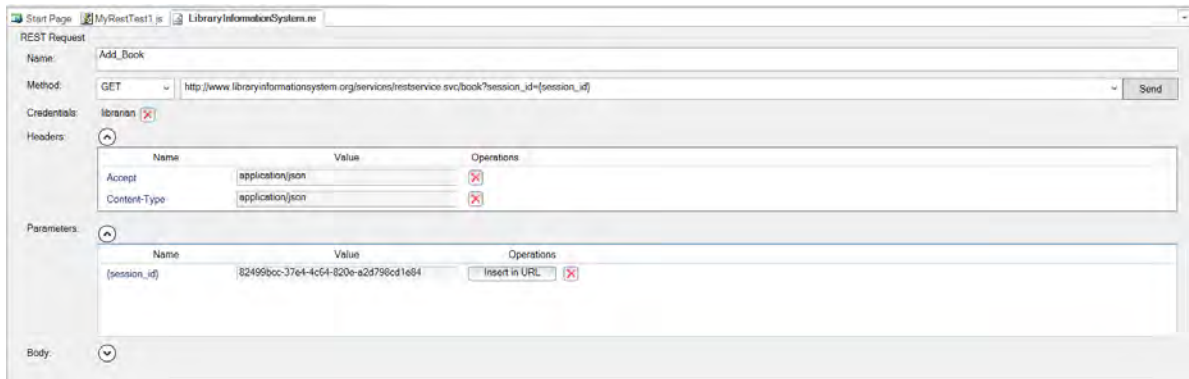 Start Page MyRestTest1.js LibraryInformationSystem.re
REST Request
Name: Add_Book
Method: GET http://www.libraryinformationsystem.org/services/restservice.svc/book?session_id={session_id} Send
Credentials: librarian
Headers:
Name Value Operations
Accept application/json
Content-Type application/json
Parameters:
Name Value Operations
{session_id} 82499bcc-37e4-4c64-820e-a2d798cd1e84 Insert in URL
Body: